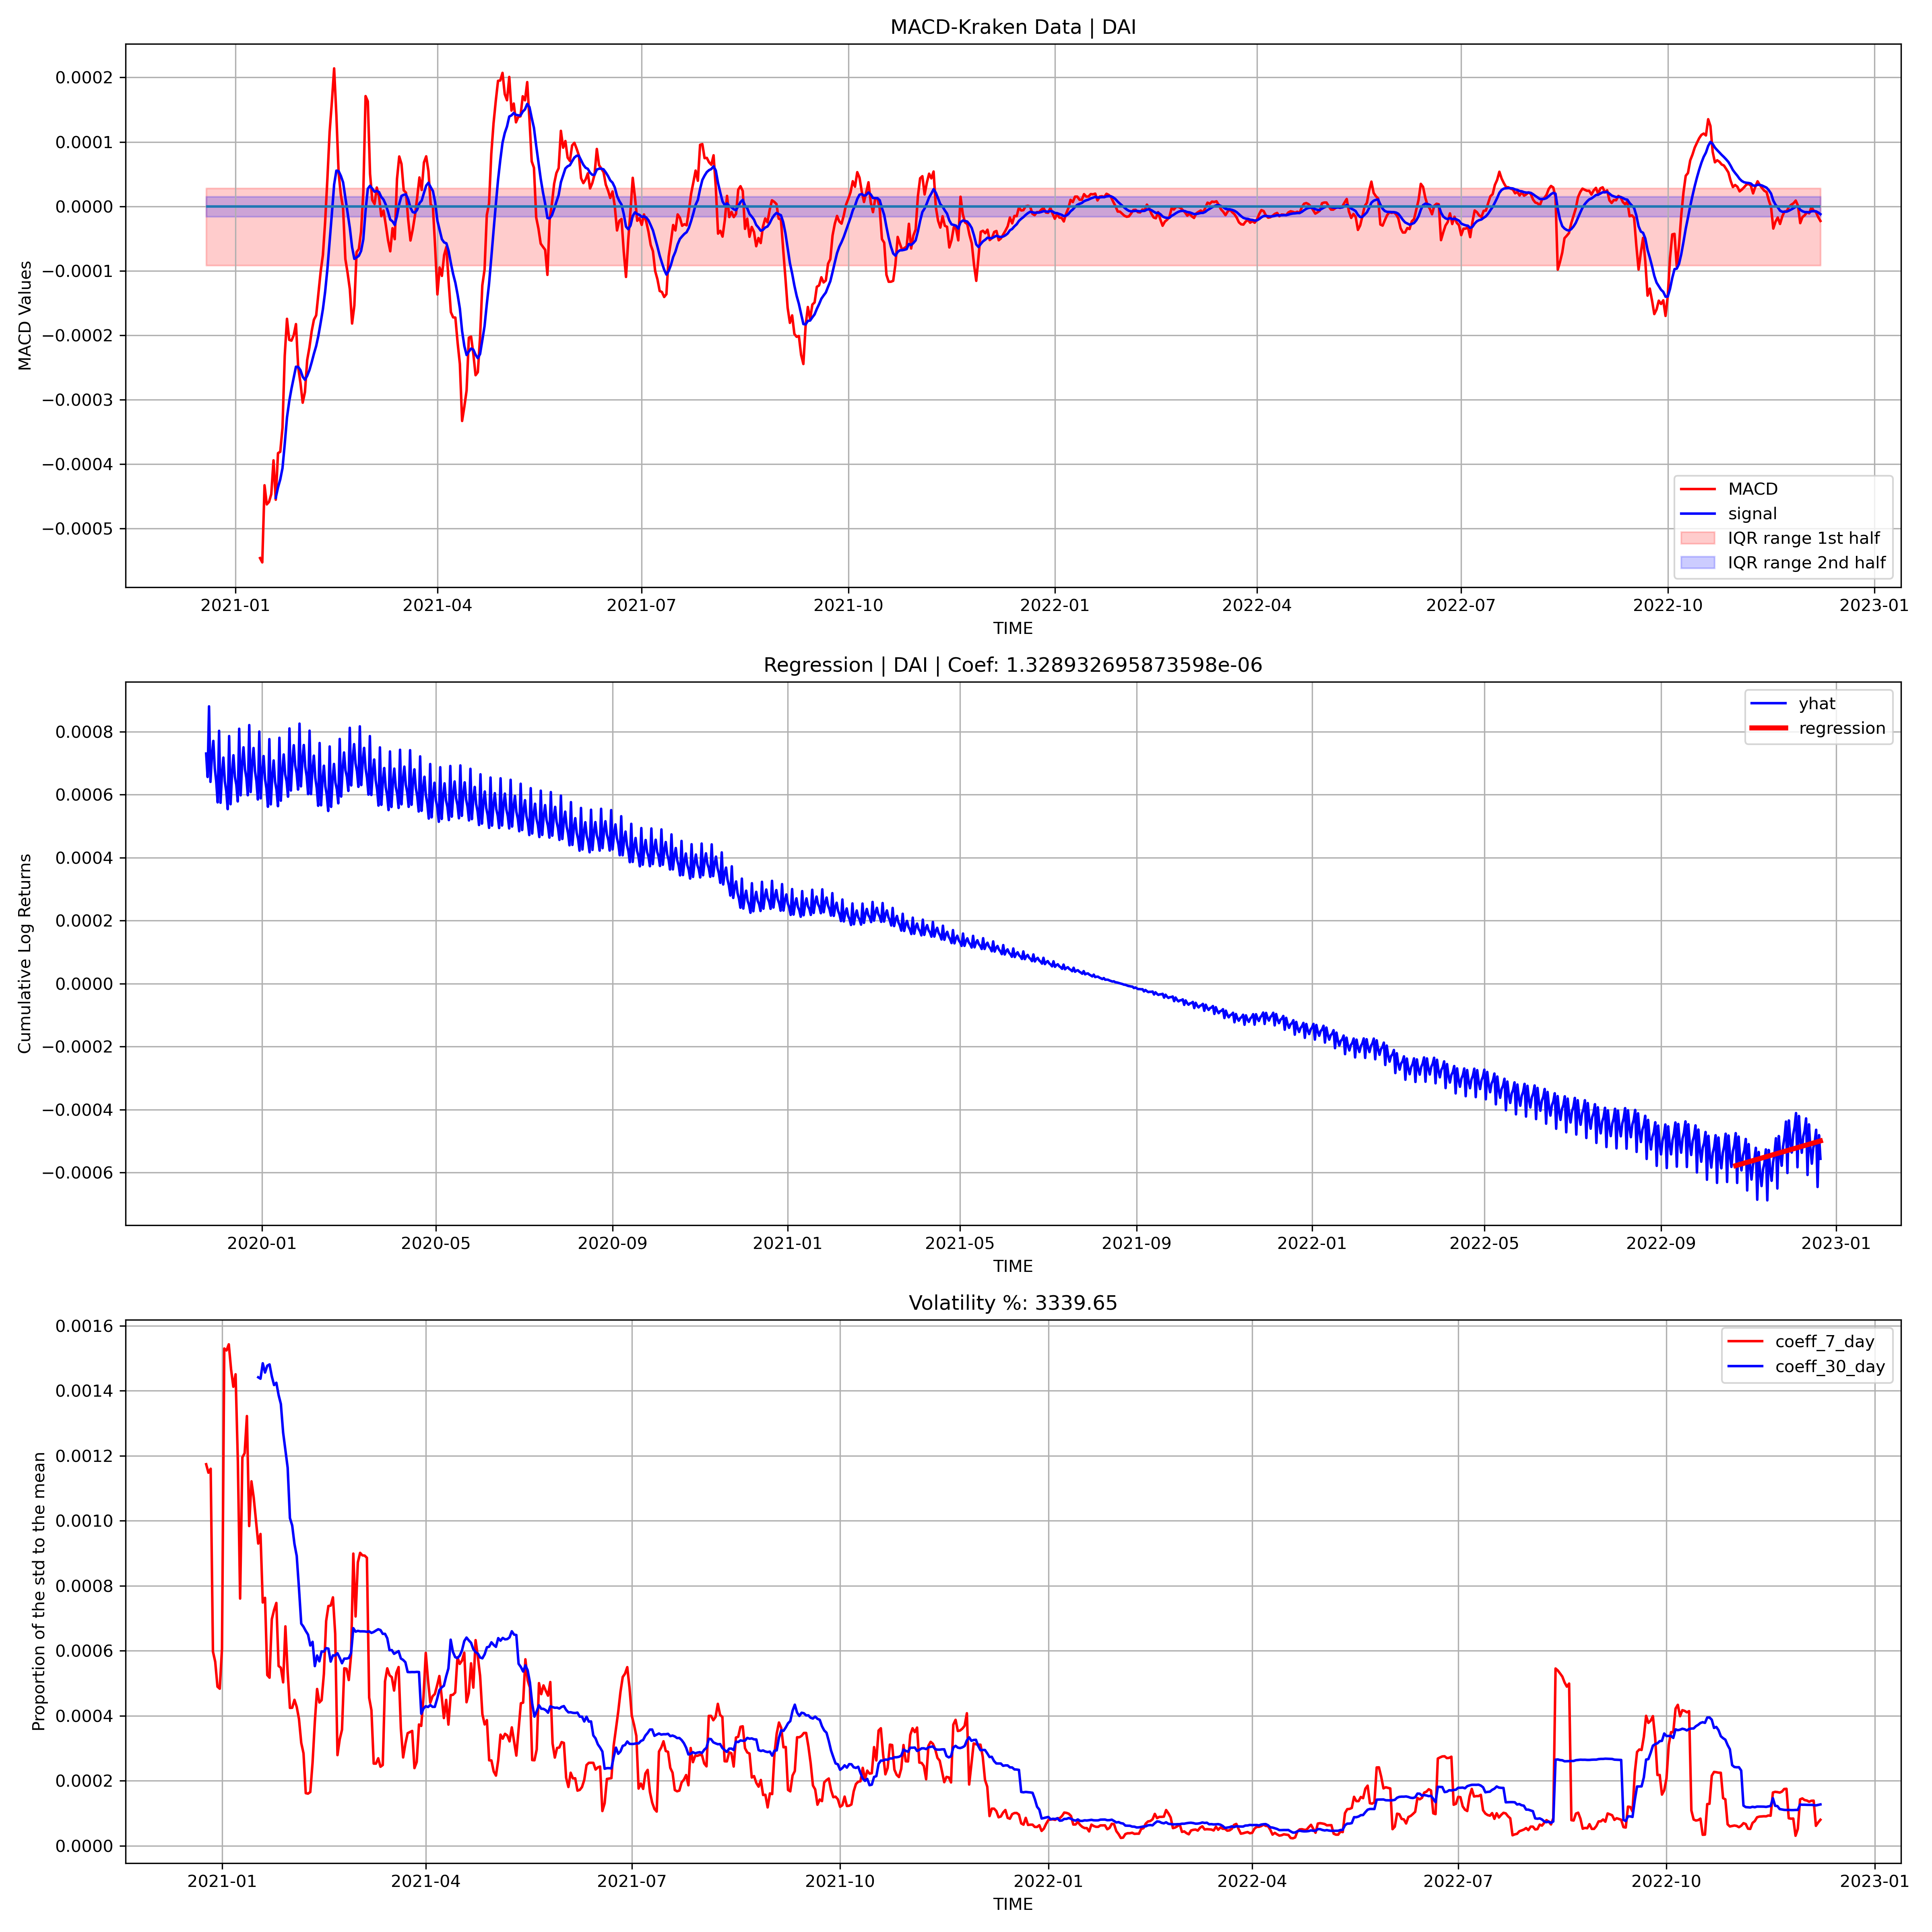 MACD-Kraken Data | DAI
MACD Values
0.0002
0.0001
0.0000
−0.0001
−0.0002
−0.0003
−0.0004
−0.0005
MACD
signal
IQR range 1st half
IQR range 2nd half
2021-01 2021-04 2021-07 2021-10 2022-01 2022-04 2022-07 2022-10 2023-01
TIME
Regression | DAI | Coef: 1.328932695873598e-06
Cumulative Log Returns
0.0008
0.0006
0.0004
0.0002
0.0000
−0.0002
−0.0004
−0.0006
yhat
regression
2020-01 2020-05 2020-09 2021-01 2021-05 2021-09 2022-01 2022-05 2022-09 2023-01
TIME
Volatility %: 3339.65
Proportion of the std to the mean
0.0016
0.0014
0.0012
0.0010
0.0008
0.0006
0.0004
0.0002
0.0000
coeff_7_day
coeff_30_day
2021-01 2021-04 2021-07 2021-10 2022-01 2022-04 2022-07 2022-10 2023-01
TIME